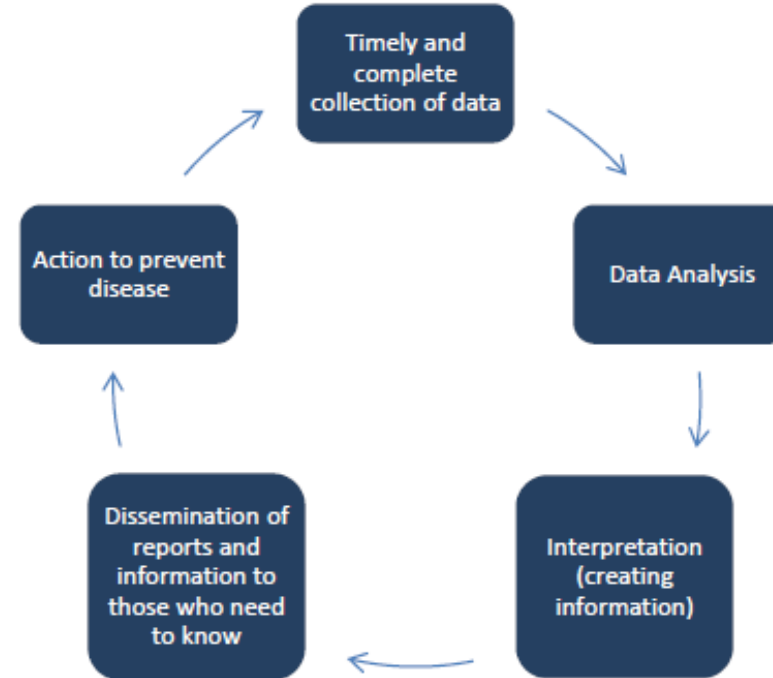 Timely and
complete
collection of data
Data Analysis
Interpretation
(creating
information)
Dissemination of
reports and
information to
those who need
to know
Action to prevent
disease